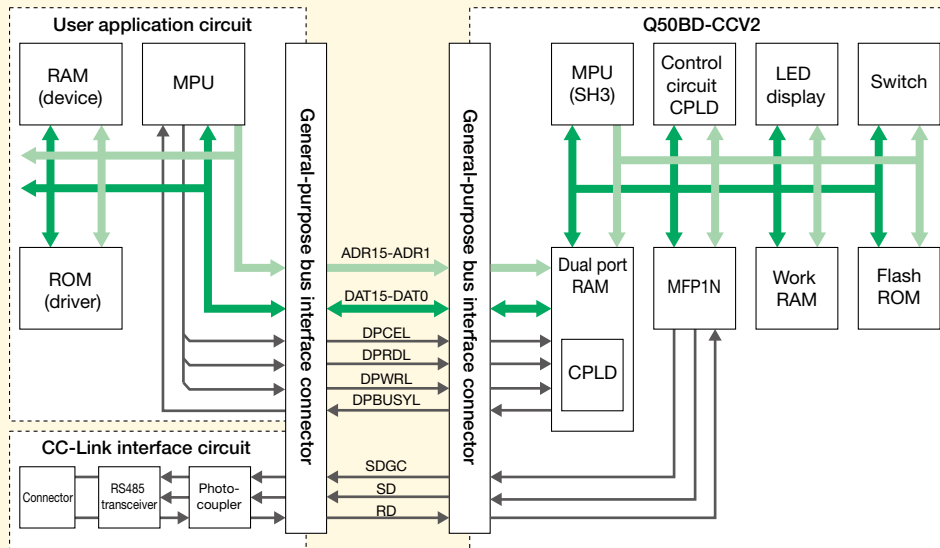 User application circuit
RAM
(device)
MPU
ROM
(driver)
General-purpose bus interface connector
CC-Link interface circuit
Connector
RS485
transceiver
Photo-
coupler
ADR15-ADR1
DAT15-DAT0
DPCEL
DPRDL
DPWRL
DPBUSYL
SDGC
SD
RD
General-purpose bus interface connector
Q50BD-CCV2
MPU
(SH3)
Control
circuit
CPLD
LED
display
Switch
Dual port
RAM
CPLD
MFP1N
Work
RAM
Flash
ROM